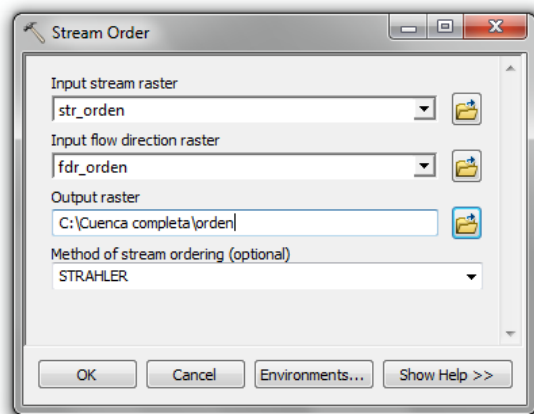 Stream Order
Input stream raster
str_orden
Input flow direction raster
fdr_orden
Output raster
C:\Cuenca completa\orden
Method of stream ordering (optional)
STRAHLER
OK
Cancel
Environments...
Show Help >>